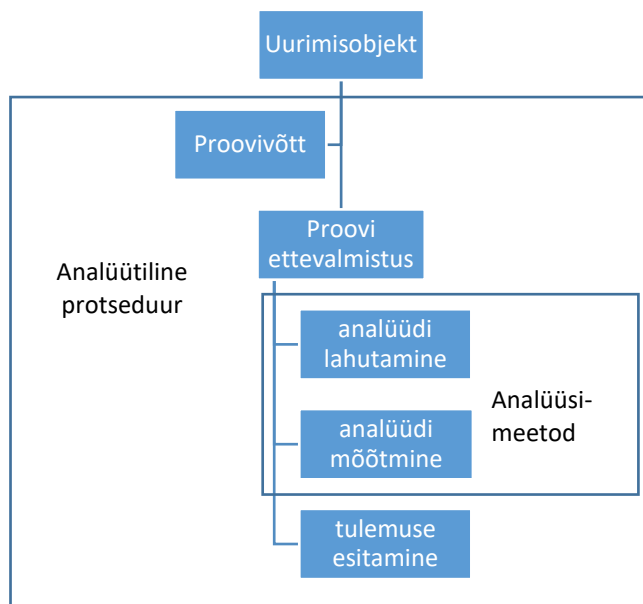 Uurimisobjekt
Proovivõtt
Proovi
ettevalmistus
Analüütiline
protseduur
analüüdi
lahutamine
Analüüsi-
meetod
analüüdi
mõõtmine
tulemuse
esitamine